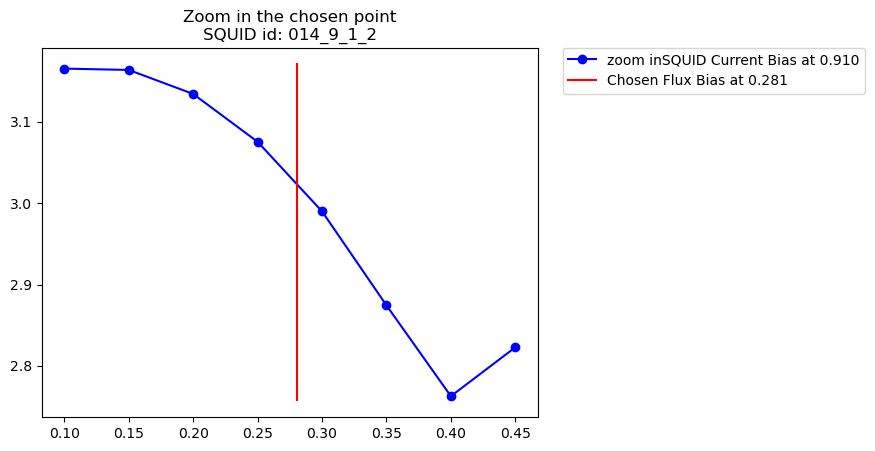 Zoom in the chosen point
SQUID id: 014_9_1_2
zoom inSQUID Current Bias at 0.910
Chosen Flux Bias at 0.281
3.1
3.0
2.9
2.8
0.10 0.15 0.20 0.25 0.30 0.35 0.40 0.45